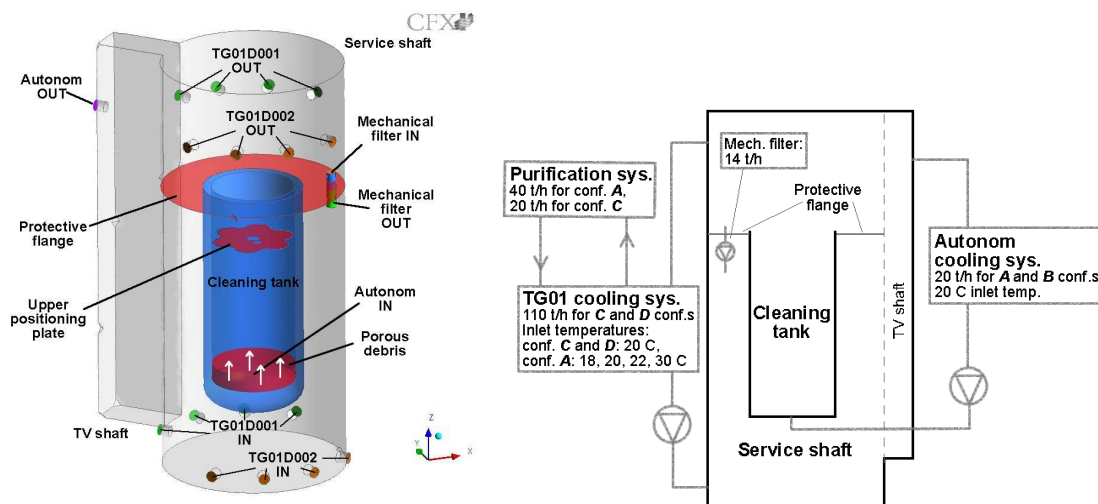 CFX
Service shaft
TG01D001
OUT
Autonom
OUT
TG01D002
OUT
Mechanical
filter IN
Mechanical
filter
OUT
Protective
flange
Cleaning tank
Upper
positioning
plate
Autonom
IN
Porous
debris
TV shaft
TG01D001
IN
TG01D002
IN
Z
Y
X
Mech. filter:
14 t/h
Purification sys.
40 t/h for conf. A,
20 t/h for conf. C
Protective
flange
TG01 cooling sys.
110 t/h for C and D conf.s
Inlet temperatures:
conf. C and D: 20 C,
conf. A: 18, 20, 22, 30 C
Cleaning
tank
TV shaft
Autonom
cooling sys.
20 t/h for A and B conf.s
20 C inlet temp.
Service shaft